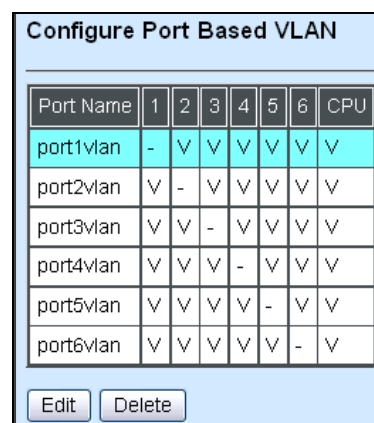 Configure Port Based VLAN
Port Name 1 2 3 4 5 6 CPU
port1vlan - V V V V V V
port2vlan V - V V V V V
port3vlan V V - V V V V
port4vlan V V V - V V V
port5vlan V V V V - V V
port6vlan V V V V V - V
Edit Delete